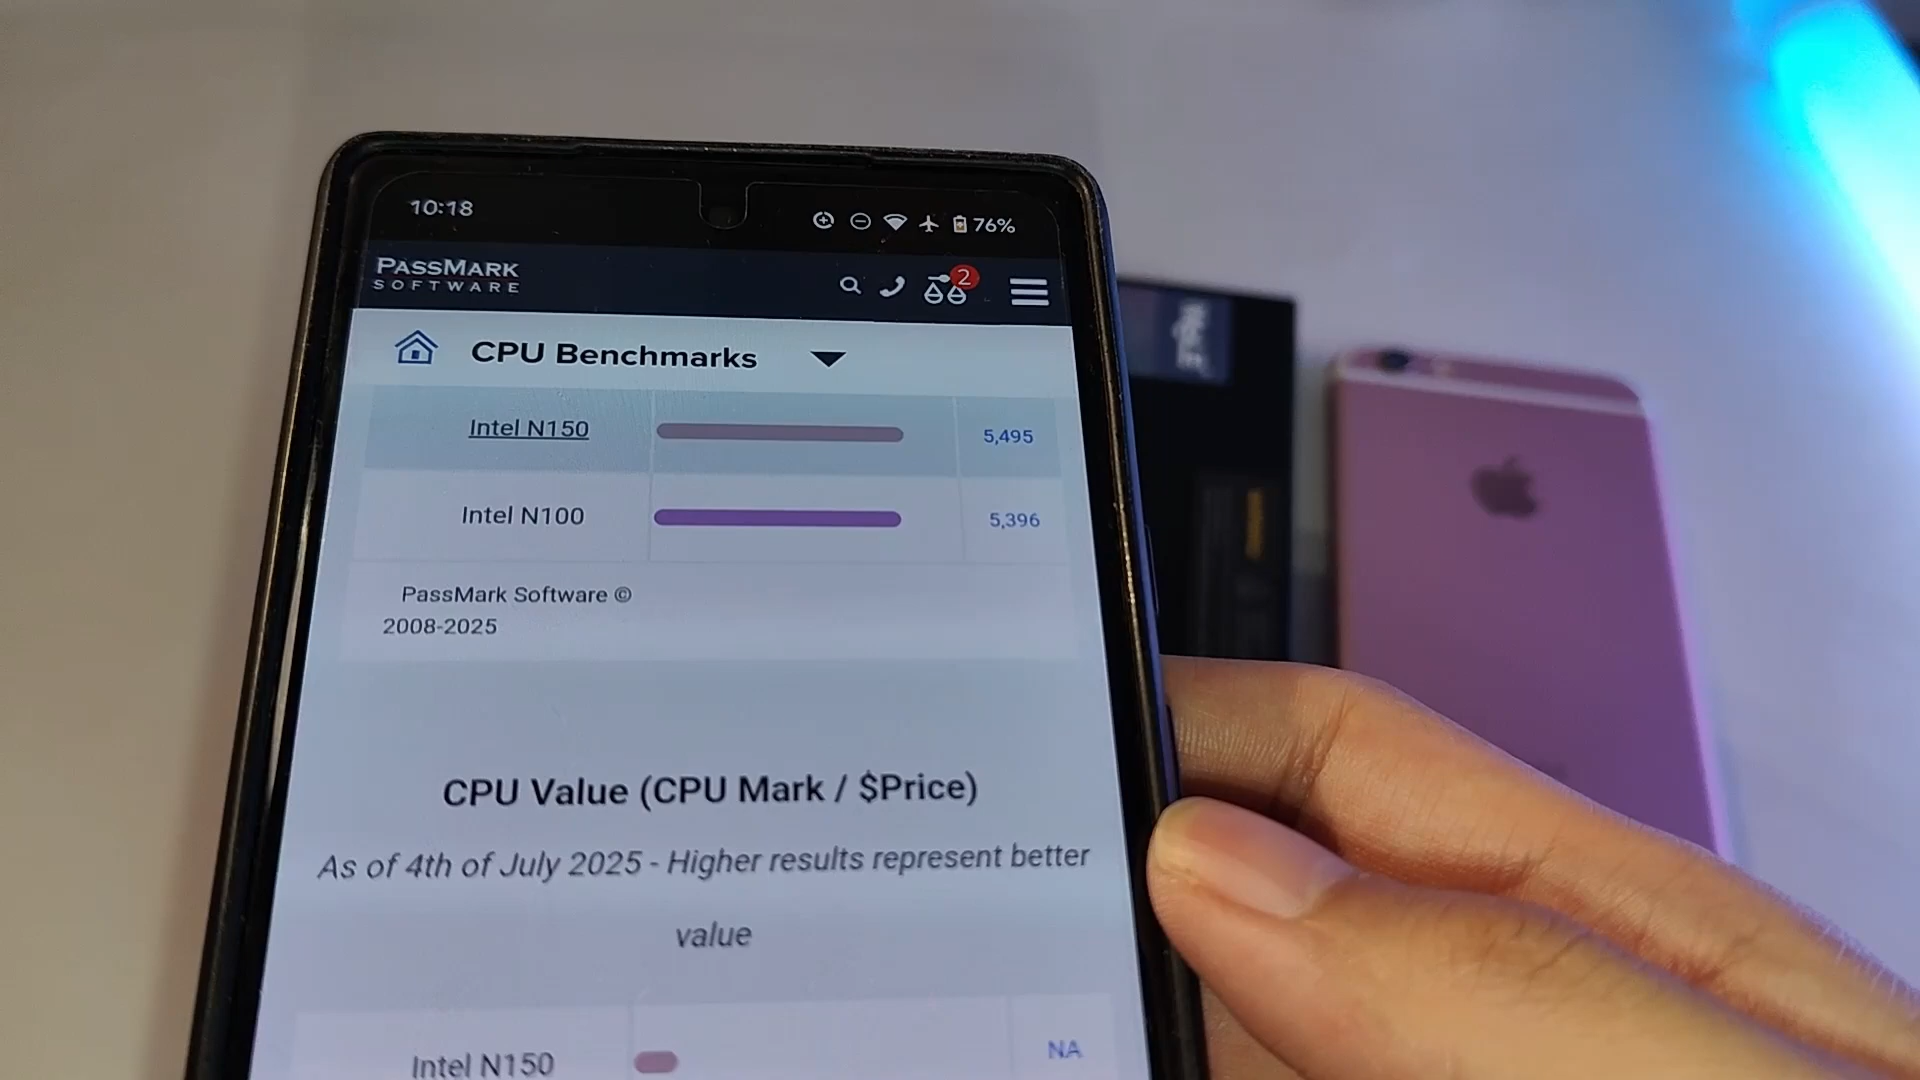 10:18
76%
PASSMARK
SOFTWARE
2
CPU Benchmarks
Intel N150
5,495
Intel N100
5,396
PassMark Software ©
2008-2025
CPU Value (CPU Mark / $Price)
As of 4th of July 2025 - Higher results represent better
value
Intel N150
NA